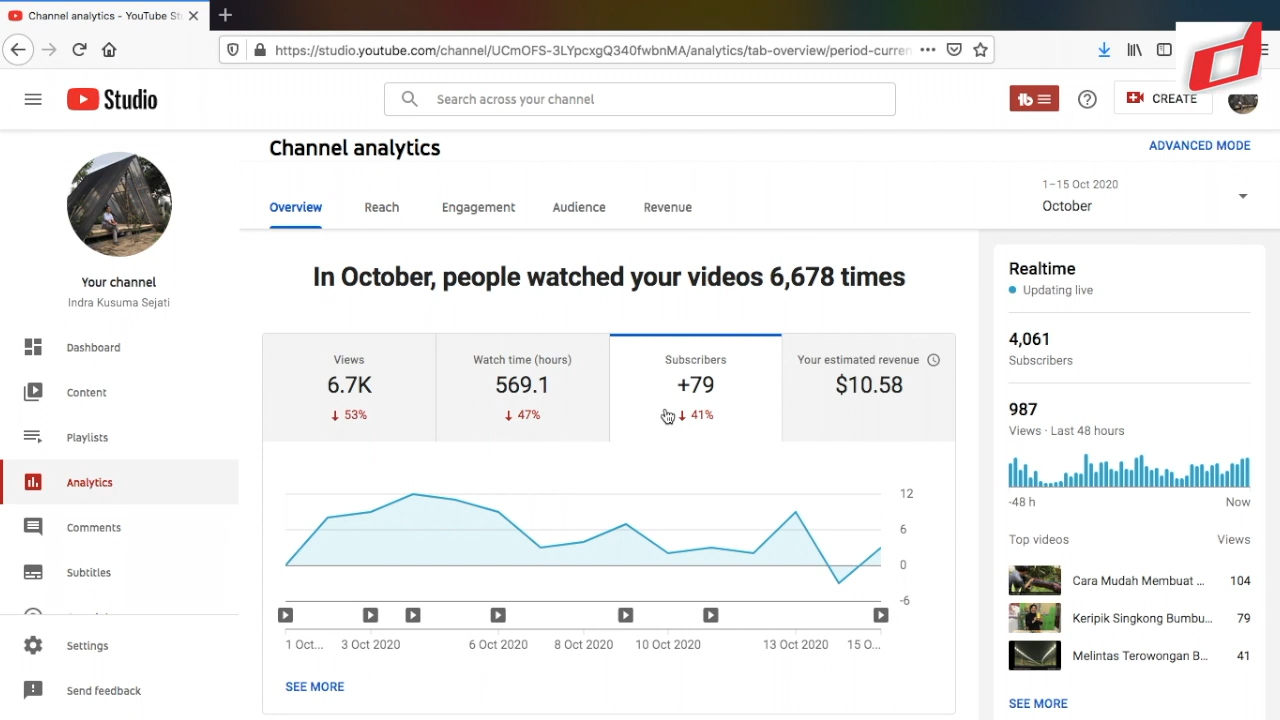 Channel analytics - YouTube St
https://studio.youtube.com/channel/UCmOFS-3LYpcxgQ340fwbnMA/analytics/tab-overview/period-curren
Studio
Search across your channel
tb
CREATE
Channel analytics
ADVANCED MODE
Overview
Reach
Engagement
Audience
Revenue
1–15 Oct 2020
October
Your channel
Indra Kusuma Sejati
Dashboard
Content
Playlists
Analytics
Comments
Subtitles
Settings
Send feedback
In October, people watched your videos 6,678 times
Views
6.7K
53%
Watch time (hours)
569.1
47%
Subscribers
+79
41%
Your estimated revenue
$10.58
12
6
0
-6
1 Oct...
3 Oct 2020
6 Oct 2020
8 Oct 2020
10 Oct 2020
13 Oct 2020
15 O...
SEE MORE
Realtime
Updating live
4,061
Subscribers
987
Views · Last 48 hours
-48 h
Now
Top videos
Views
Cara Mudah Membuat ...
104
Keripik Singkong Bumbu...
79
Melintas Terowongan B...
41
SEE MORE